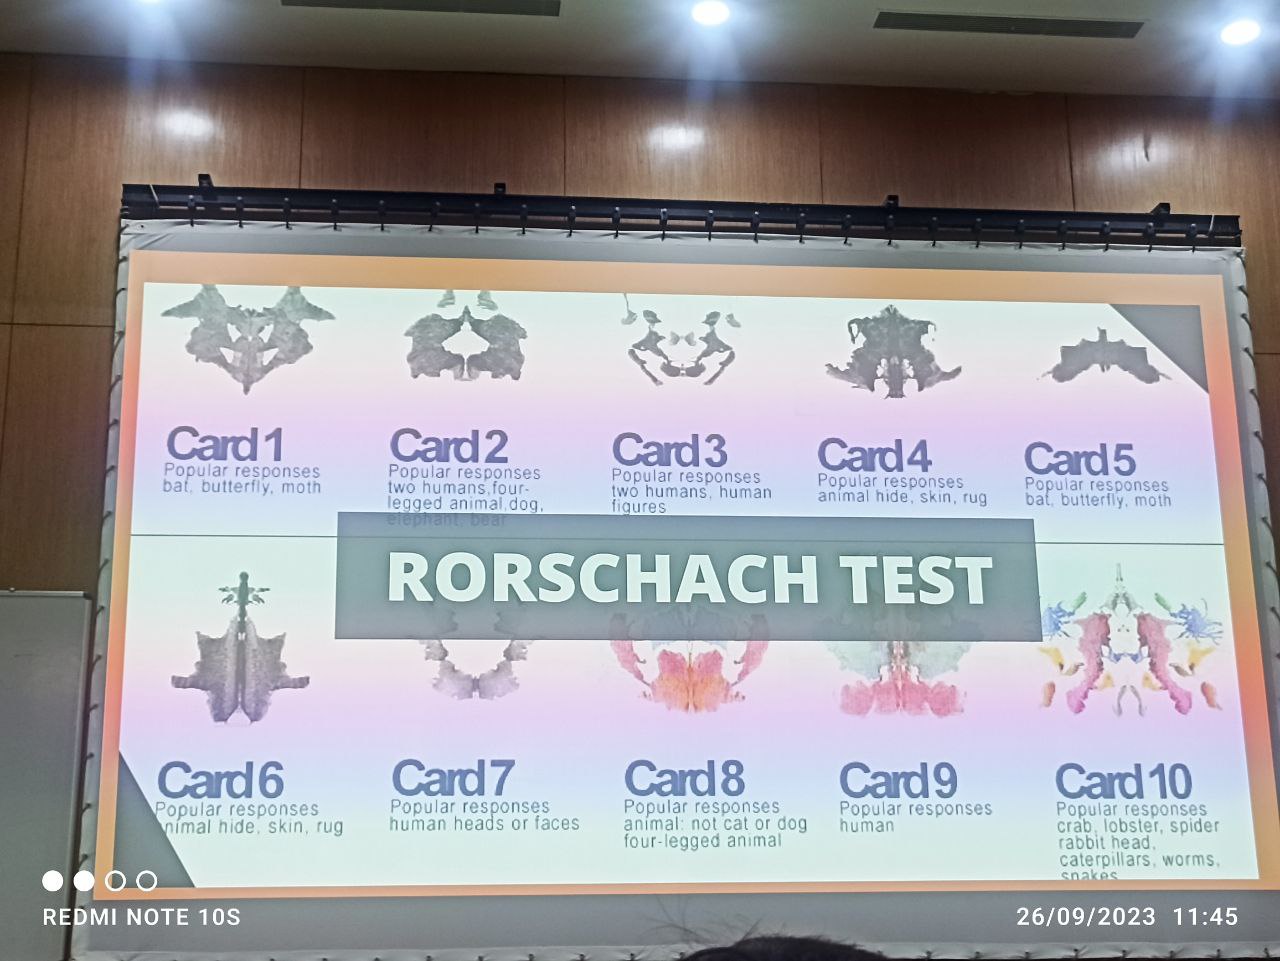 Card 1
Popular responses
bat, butterfly, moth
Card 2
Popular responses
two humans,four-
legged animal,dog,
elephant, bear
Card 3
Popular responses
two humans, human
figures
Card 4
Popular responses
animal hide, skin, rug
Card 5
Popular responses
bat, butterfly, moth
RORSCHACH TEST
Card 6
Popular responses
nimal hide, skin, rug
Card 7
Popular responses
human heads or faces
Card 8
Popular responses
animal: not cat or dog
four-legged animal
Card 9
Popular responses
human
Card 10
Popular responses
crab, lobster, spider
rabbit head,
caterpillars, worms,
snakes
REDMI NOTE 10S
26/09/2023 11:45